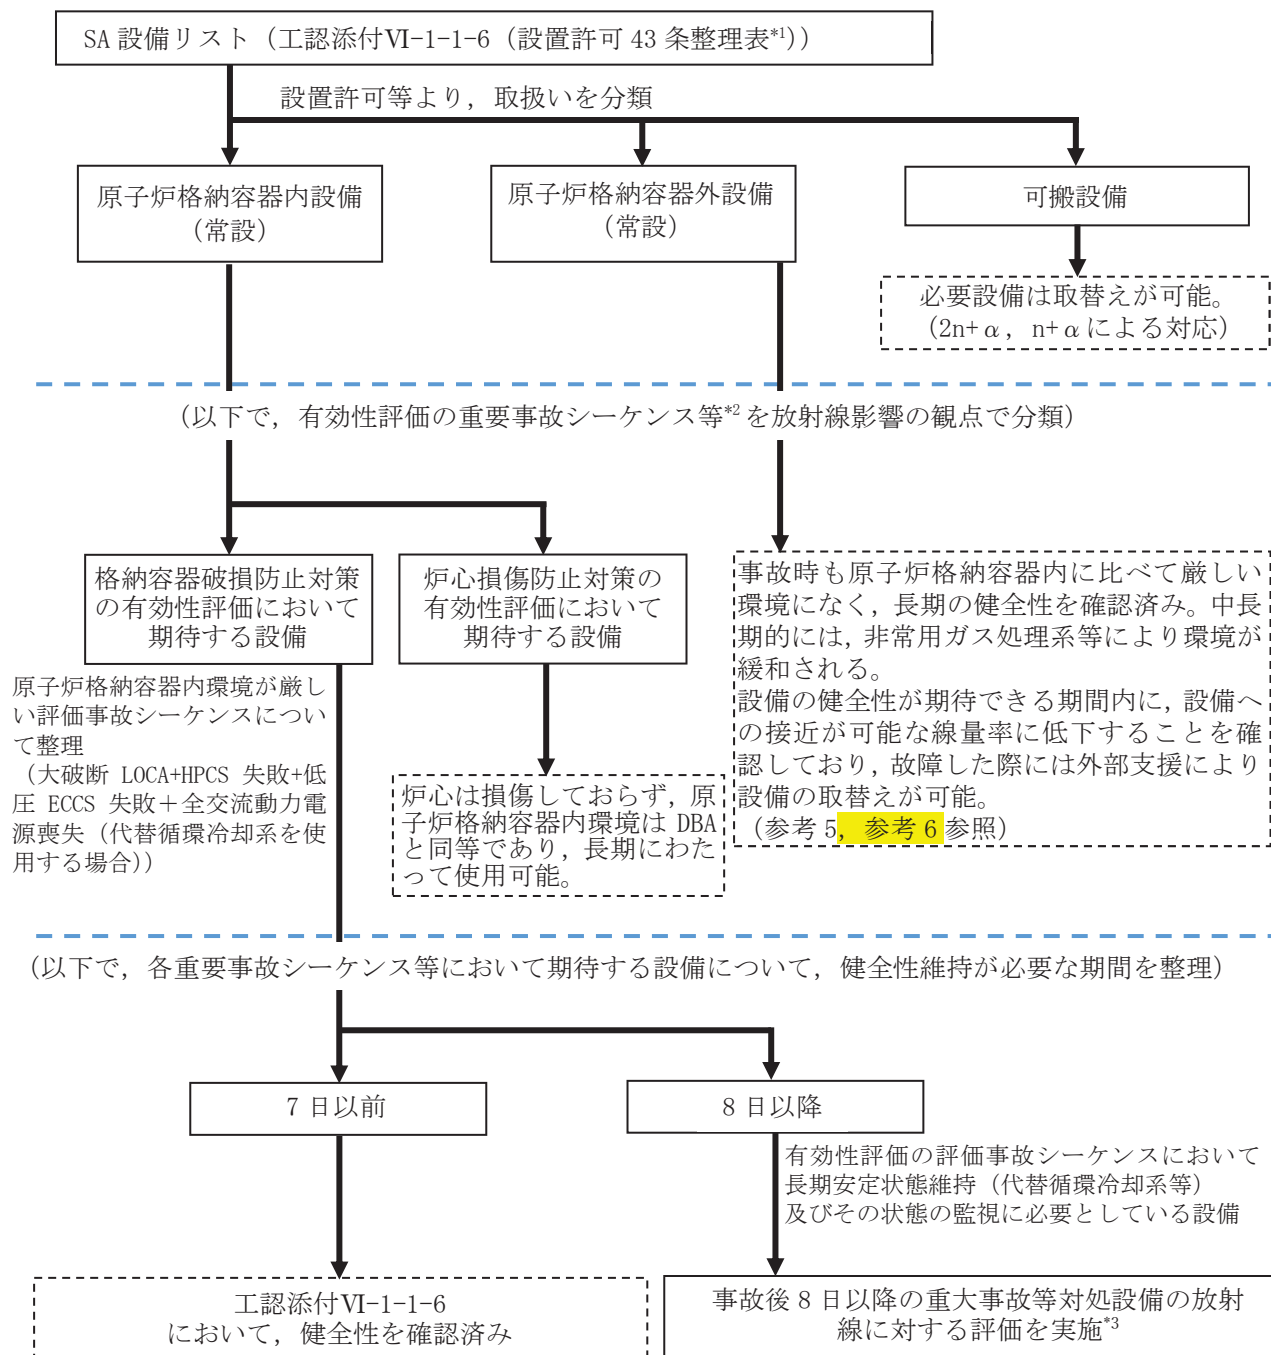 SA 設備リスト（工認添付Ⅵ-1-1-6（設置許可 43 条整理表*1））
設置許可等より，取扱いを分類
原子炉格納容器内設備
（常設）
原子炉格納容器外設備
（常設）
可搬設備
必要設備は取替えが可能。
（2n+α，n+αによる対応）
（以下で，有効性評価の重要事故シーケンス等*2を放射線影響の観点で分類）
格納容器破損防止対策
の有効性評価において
期待する設備
炉心損傷防止対策の
有効性評価において
期待する設備
事故時も原子炉格納容器内に比べて厳しい
環境になく，長期の健全性を確認済み。中長
期的には，非常用ガス処理系等により環境が
緩和される。
設備の健全性が期待できる期間内に，設備へ
の接近が可能な線量率に低下することを確
認しており，故障した際には外部支援により
設備の取替えが可能。
（参考 5，参考 6 参照）
原子炉格納容器内環境が厳し
い評価事故シーケンスについ
て整理
（大破断 LOCA+HPCS 失敗+低
圧 ECCS 失敗＋全交流動力電
源喪失（代替循環冷却系を使
用する場合））
炉心は損傷しておらず，原
子炉格納容器内環境は DBA
と同等であり，長期にわた
って使用可能。
（以下で，各重要事故シーケンス等において期待する設備について，健全性維持が必要な期間を整理）
7 日以前
8 日以降
有効性評価の評価事故シーケンスにおいて
長期安定状態維持（代替循環冷却系等）
及びその状態の監視に必要としている設備
工認添付Ⅵ-1-1-6
において，健全性を確認済み
事故後 8 日以降の重大事故等対処設備の放射
線に対する評価を実施*3